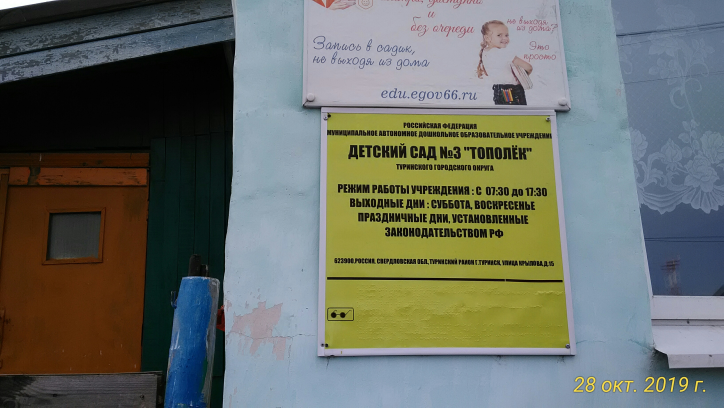 и
без очереди
Запись в садик,
не выходя из дома
не выходя
из дома?
Это
просто
edu.egov66.ru
РОССИЙСКАЯ ФЕДЕРАЦИЯ
МУНИЦИПАЛЬНОЕ АВТОНОМНОЕ ДОШКОЛЬНОЕ ОБРАЗОВАТЕЛЬНОЕ УЧРЕЖДЕНИЕ
ДЕТСКИЙ САД №3 "ТОПОЛЁК"
ТУРИНСКОГО ГОРОДСКОГО ОКРУГА
РЕЖИМ РАБОТЫ УЧРЕЖДЕНИЯ : С 07:30 до 17:30
ВЫХОДНЫЕ ДНИ : СУББОТА, ВОСКРЕСЕНЬЕ
ПРАЗДНИЧНЫЕ ДНИ, УСТАНОВЛЕННЫЕ
ЗАКОНОДАТЕЛЬСТВОМ РФ
623900,РОССИЯ, СВЕРДЛОВСКАЯ ОБЛ, ТУРИНСКИЙ РАЙОН Г.ТУРИНСК, УЛИЦА КРЫЛОВА,Д.15
28 окт. 2019 г.